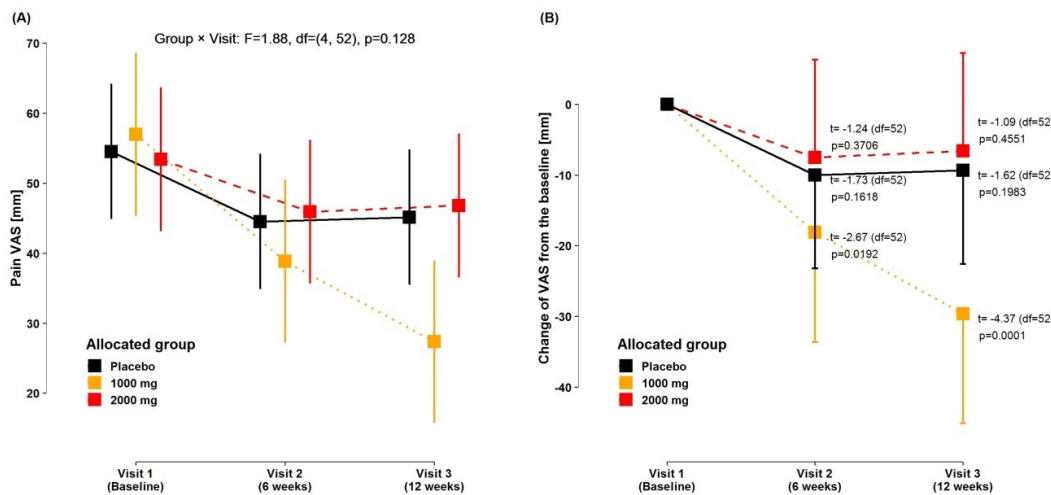 (A)
Group × Visit: F=1.88, df=(4, 52), p=0.128
Pain VAS [mm]
70
60
50
40
30
20
Allocated group
Placebo
1000 mg
2000 mg
Visit 1
(Baseline)
Visit 2
(6 weeks)
Visit 3
(12 weeks)
(B)
Change of VAS from the baseline [mm]
0
-10
-20
-30
-40
t= -1.24 (df=52)
p=0.3706
t= -1.73 (df=52)
p=0.1618
t= -2.67 (df=52)
p=0.0192
t= -1.09 (df=52
p=0.4551
t= -1.62 (df=52
p=0.1983
t= -4.37 (df=52
p=0.0001
Allocated group
Placebo
1000 mg
2000 mg
Visit 1
(Baseline)
Visit 2
(6 weeks)
Visit 3
(12 weeks)